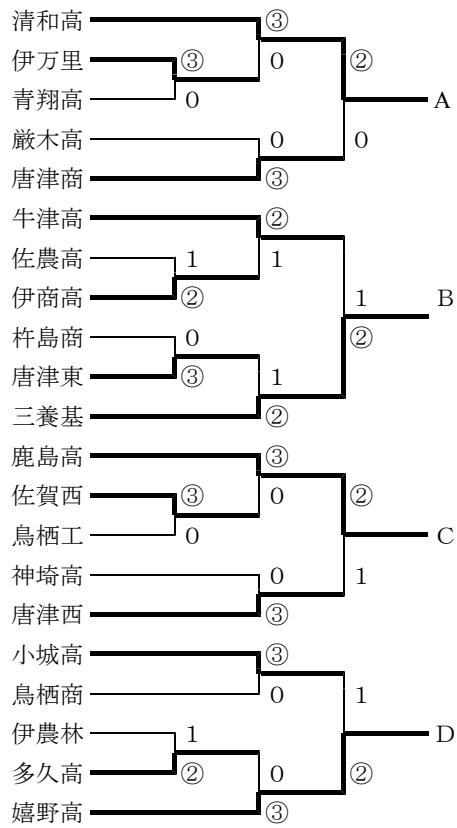 清和高 ③
伊万里 ③ 0 ②
青翔高 0 A
厳木高 0 0
唐津商 ③
牛津高 ②
佐農高 1 1
伊商高 ② 1 B
杵島商 0 ②
唐津東 ③ 1
三養基 ②
鹿島高 ③
佐賀西 ③ 0 ②
鳥栖工 0 C
神埼高 0 1
唐津西 ③
小城高 ③
鳥栖商 0 1
伊農林 1 D
多久高 ② 0 ②
嬉野高 ③